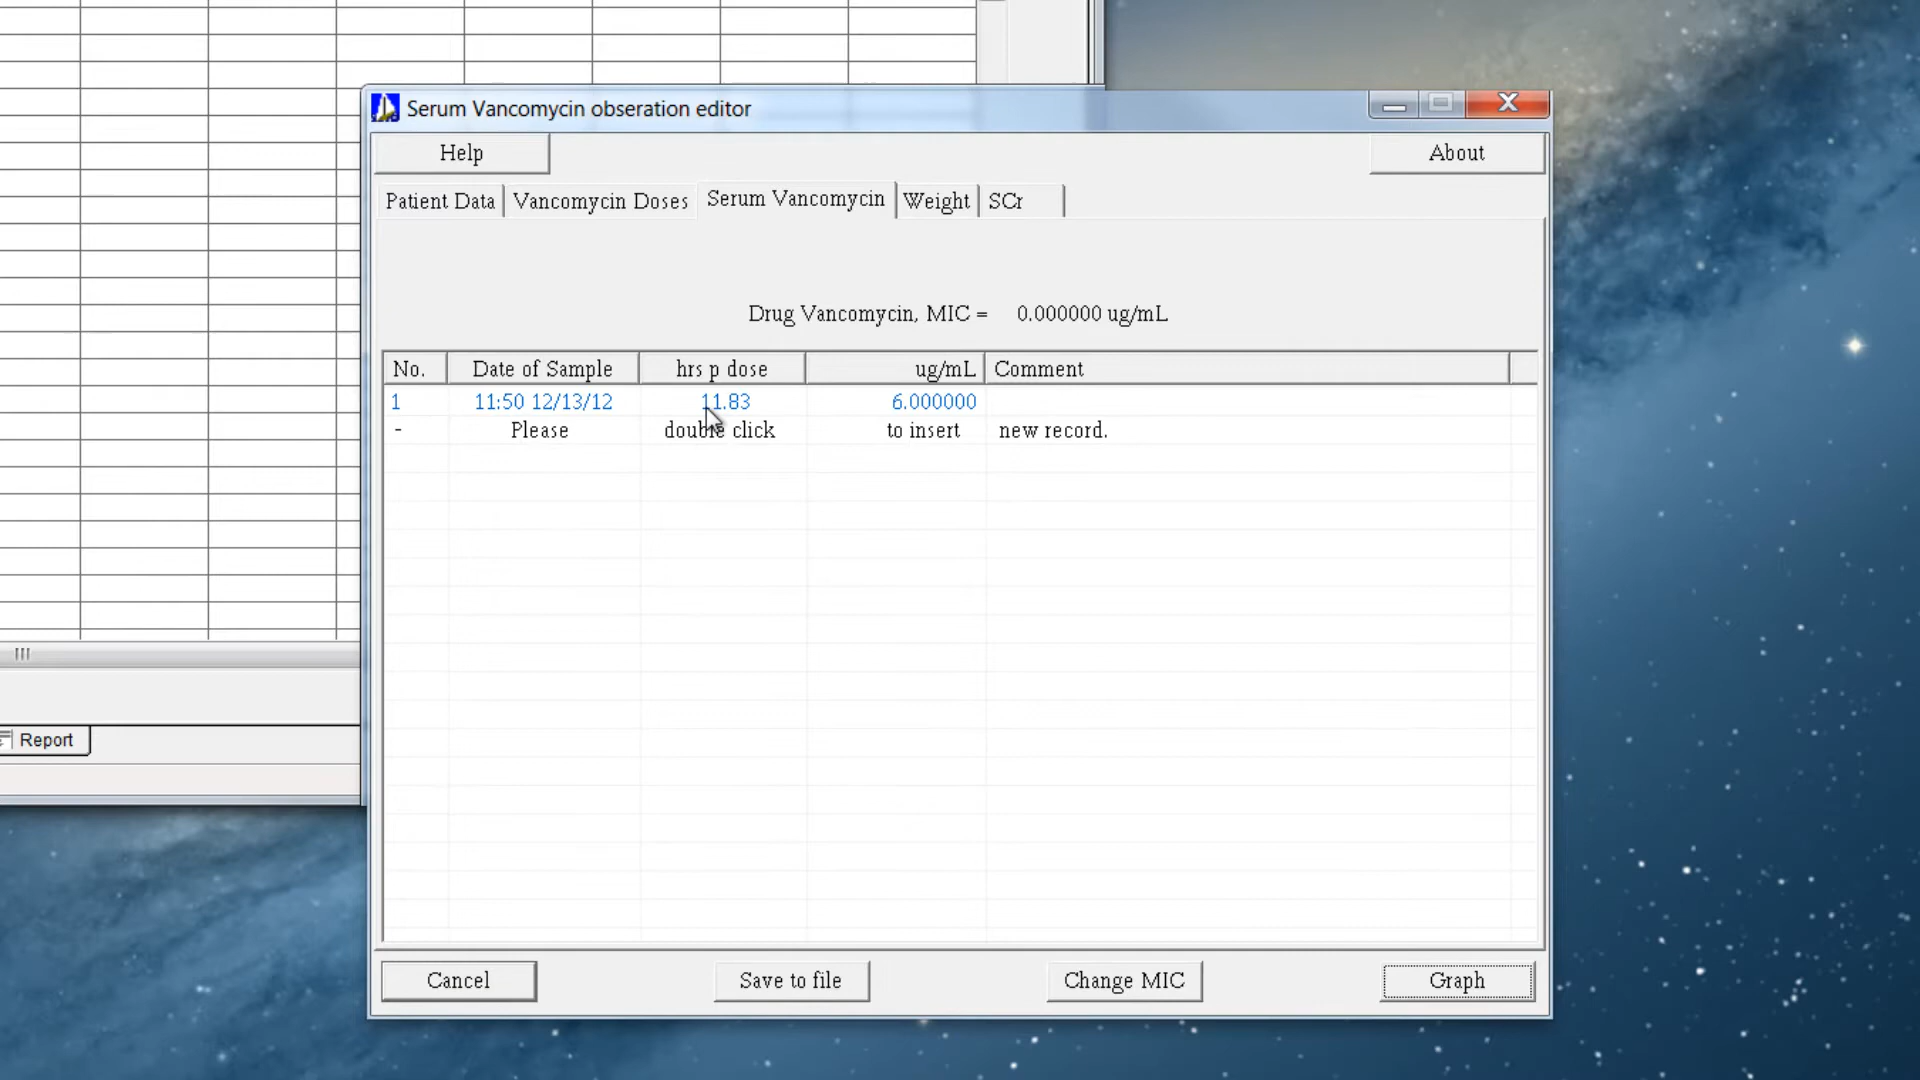 Serum Vancomycin obseration editor
Help
About
Patient Data
Vancomycin Doses
Serum Vancomycin
Weight
SCr
Drug Vancomycin, MIC = 0.000000 ug/mL
No. Date of Sample hrs p dose ug/mL Comment
1 11:50 12/13/12 11.83 6.000000
- Please double click to insert new record.
Report
Cancel
Save to file
Change MIC
Graph